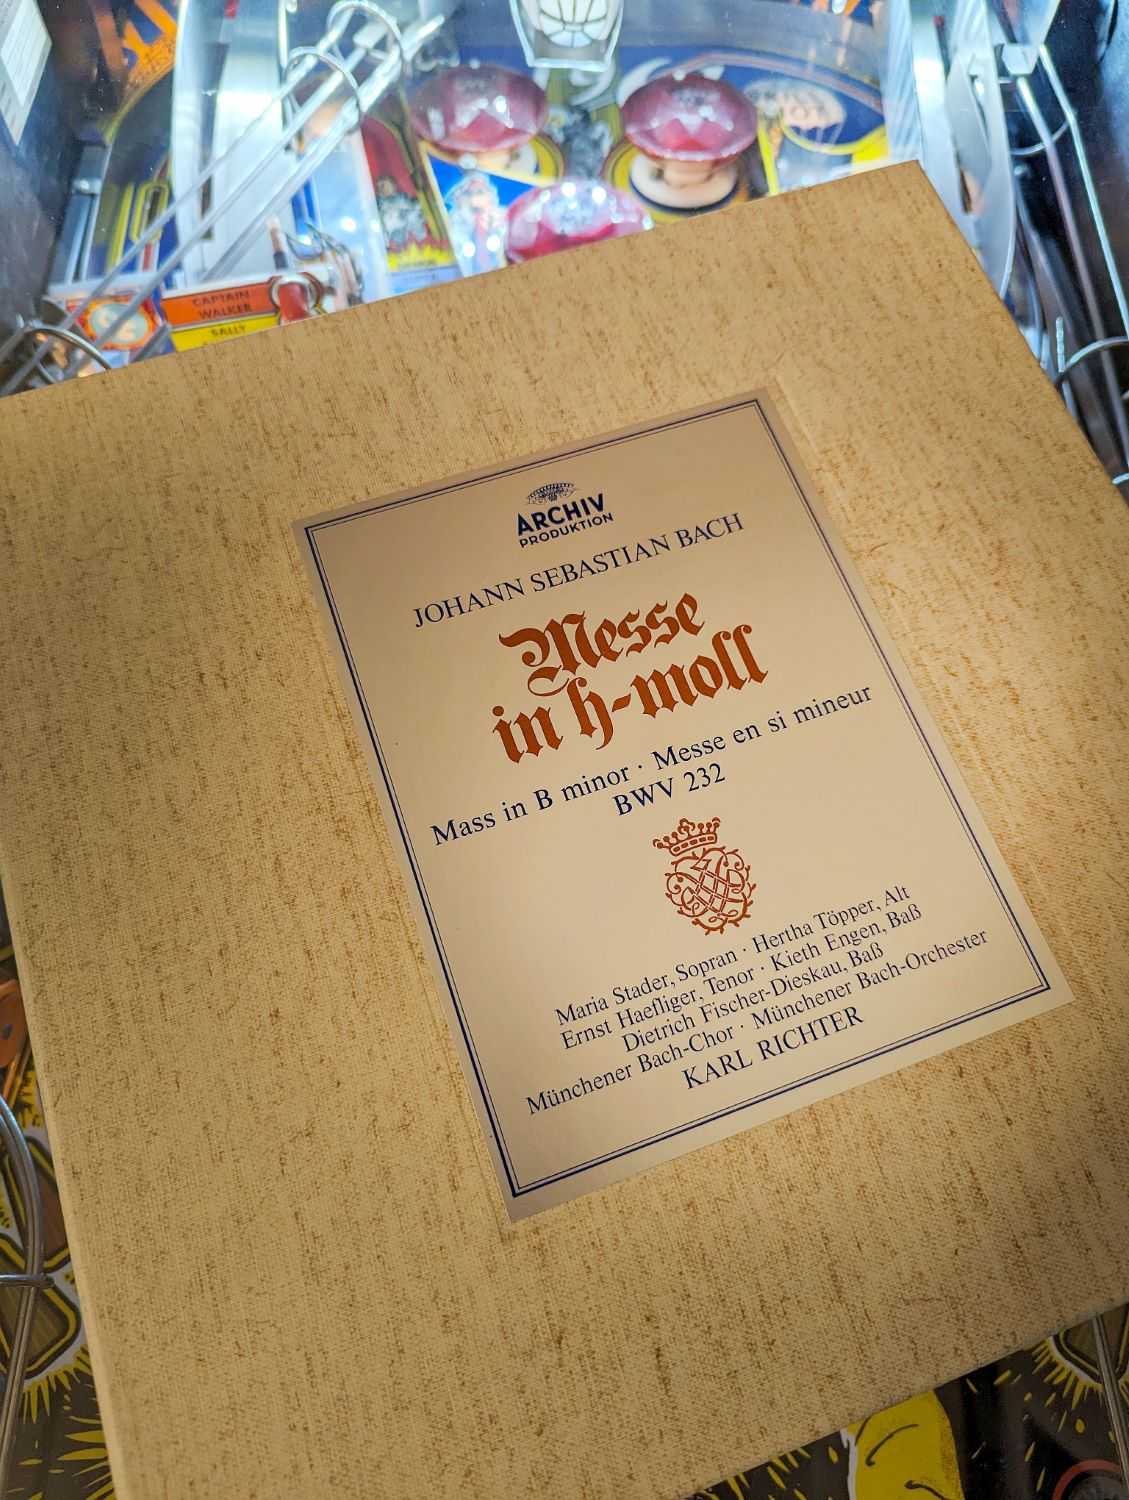 CAPTAIN
WALKER
SALLY
ARCHIV
PRODUKTION
JOHANN SEBASTIAN BACH
Messe
in h-moll
Mass in B minor · Messe en si mineur
BWV 232
Maria Stader, Sopran · Hertha Töpper, Alt
Ernst Haefliger, Tenor · Kieth Engen, Baß
Dietrich Fischer-Dieskau, Baß
Münchener Bach-Chor · Münchener Bach-Orchester
KARL RICHTER